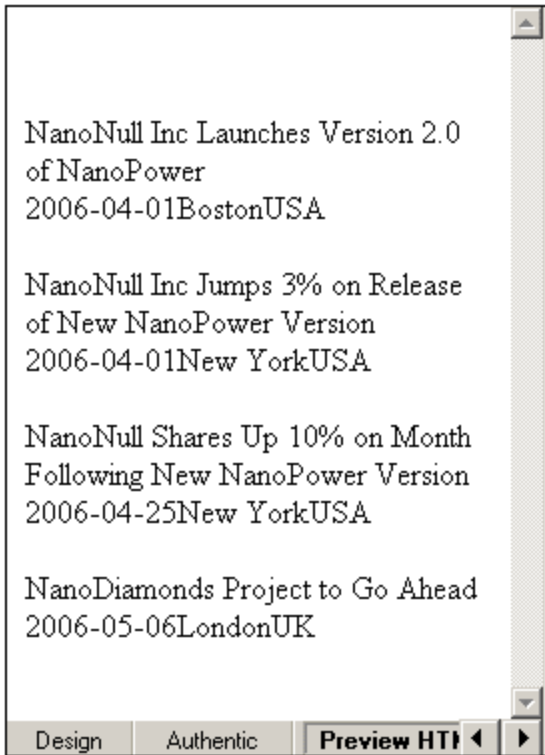 NanoNull Inc Launches Version 2.0
of NanoPower
2006-04-01BostonUSA
NanoNull Inc Jumps 3% on Release
of New NanoPower Version
2006-04-01New YorkUSA
NanoNull Shares Up 10% on Month
Following New NanoPower Version
2006-04-25New YorkUSA
NanoDiamonds Project to Go Ahead
2006-05-06LondonUK
Design Authentic Preview